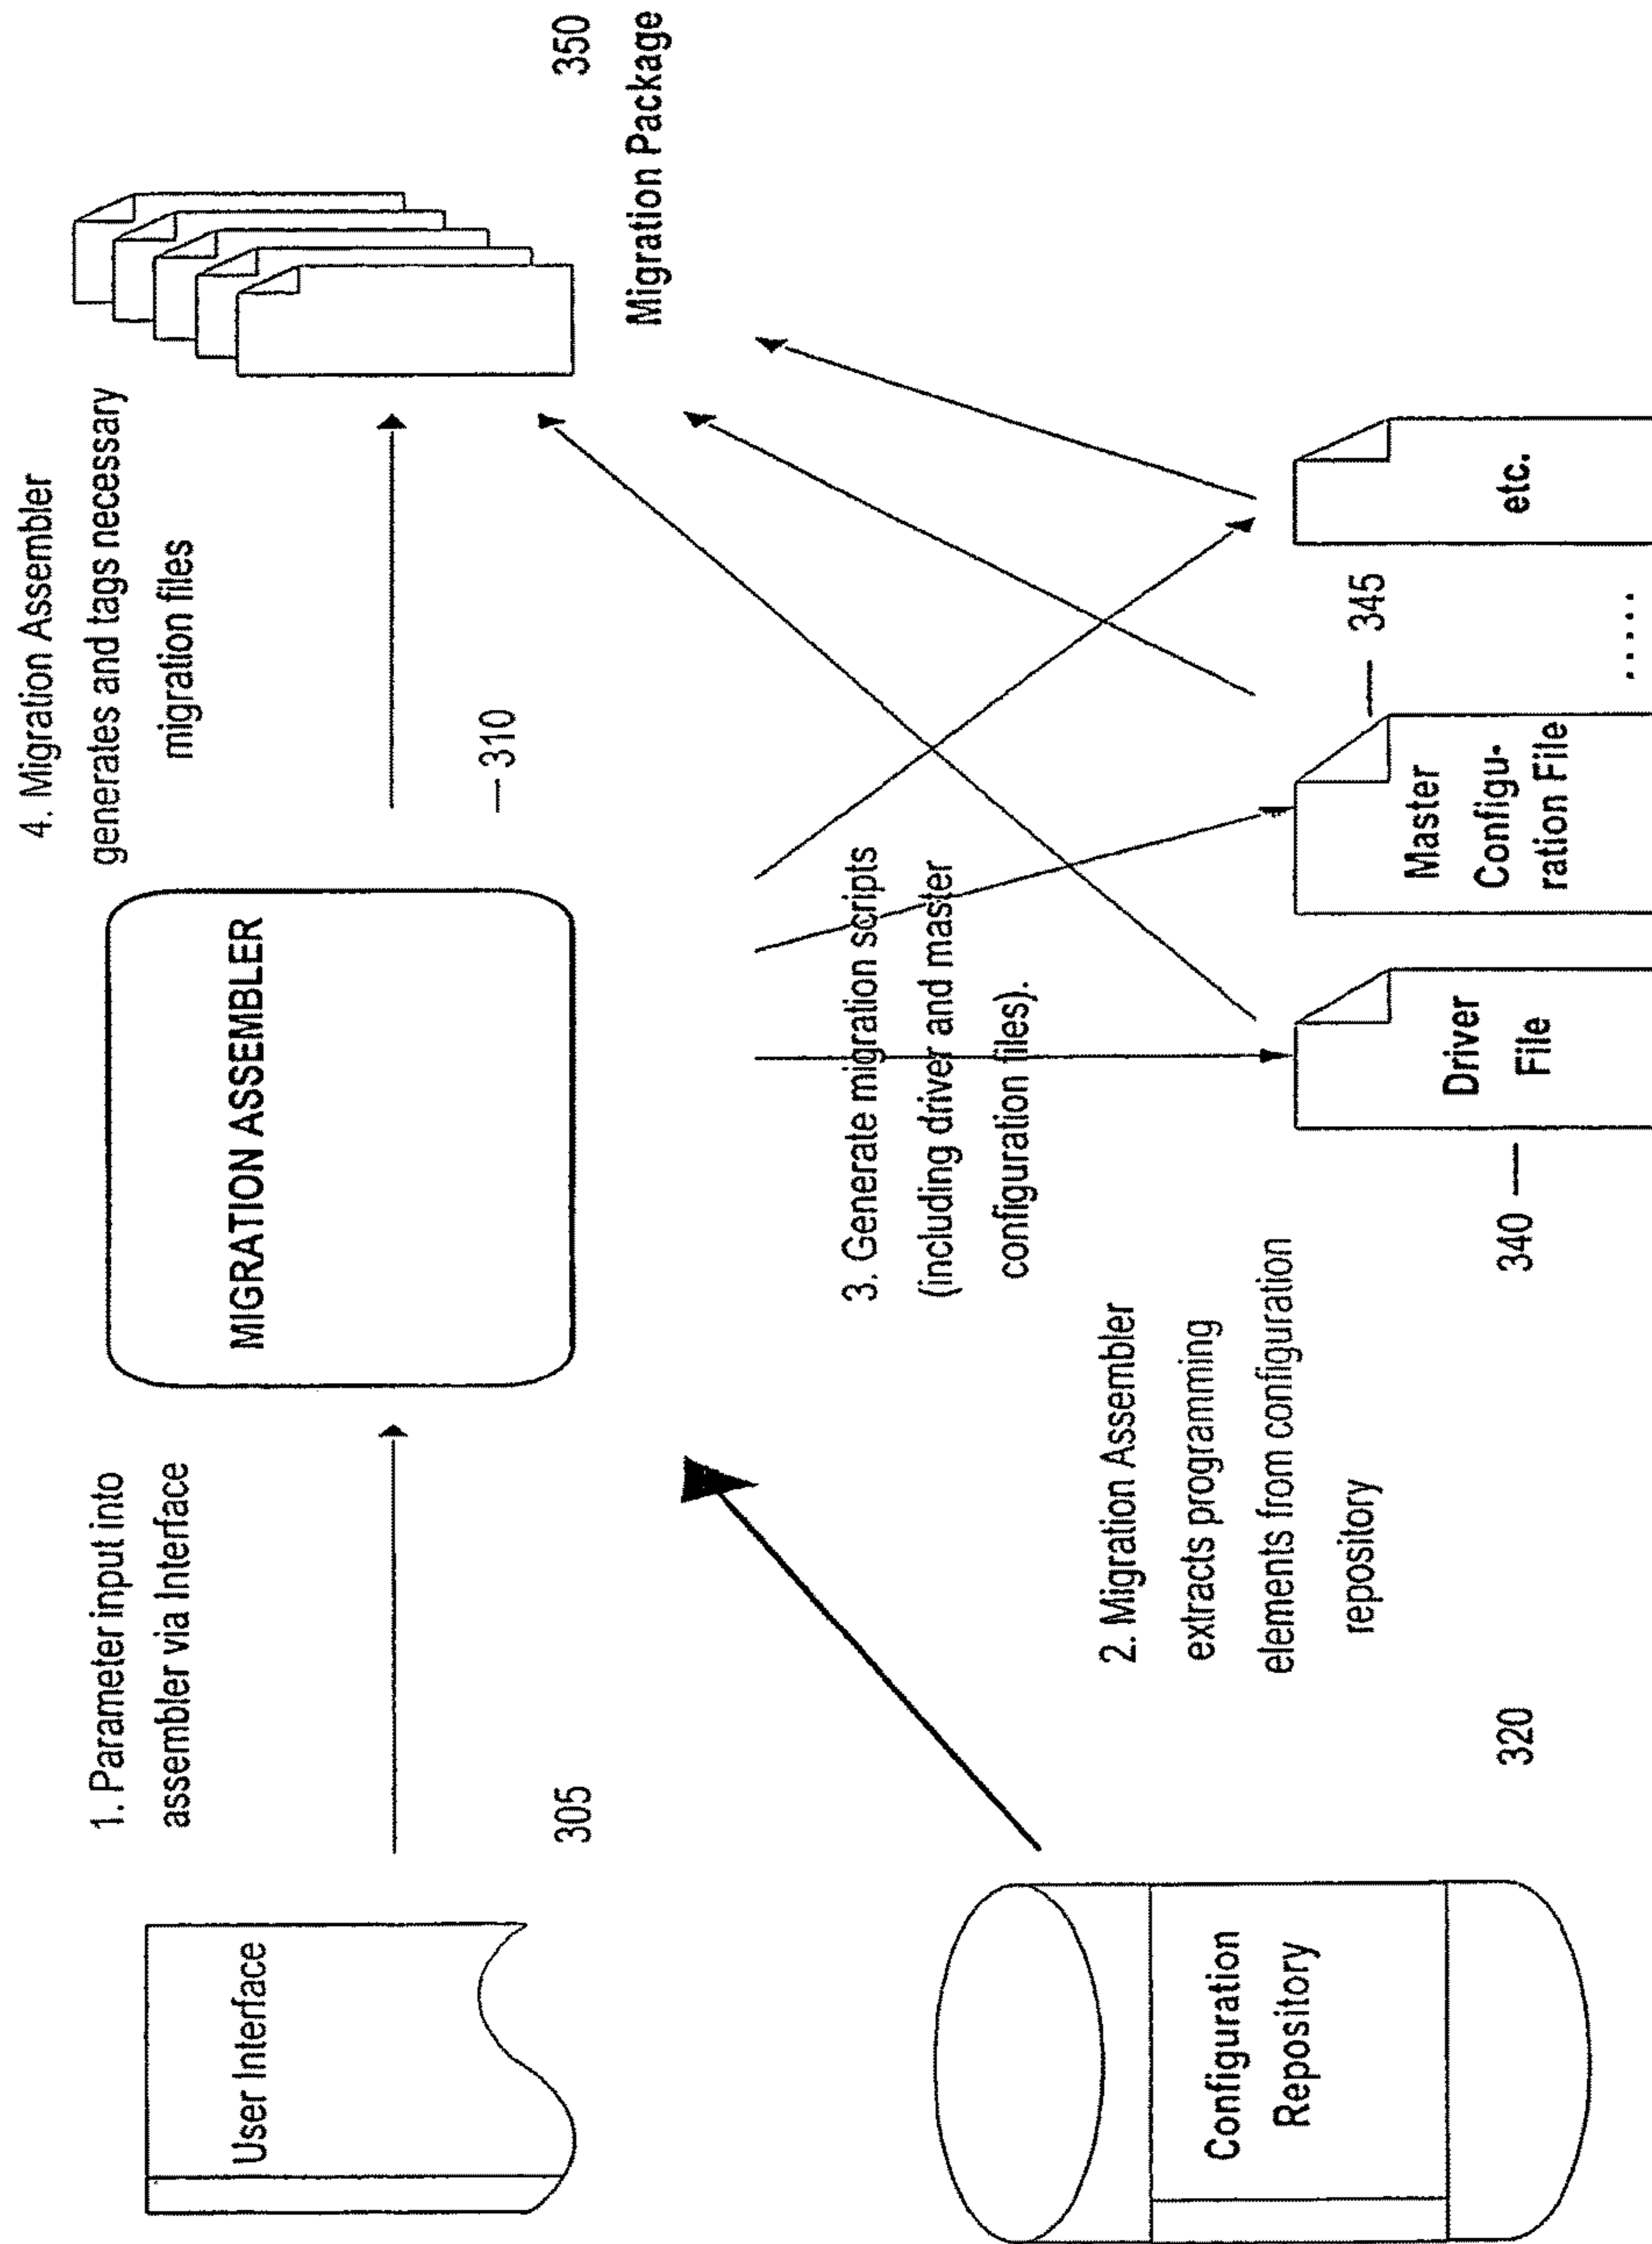 1. Parameter input into
assembler via Interface
4. Migration Assembler
generates and tags necessary
migration files
User Interface
MIGRATION ASSEMBLER
305
310
350
Migration Package
3. Generate migration scripts
(including driver and master
configuration files).
2. Migration Assembler
extracts programming
elements from configuration
repository
Configuration
Repository
320
340
Driver
File
Master
Configu-
ration File
345
.....
etc.